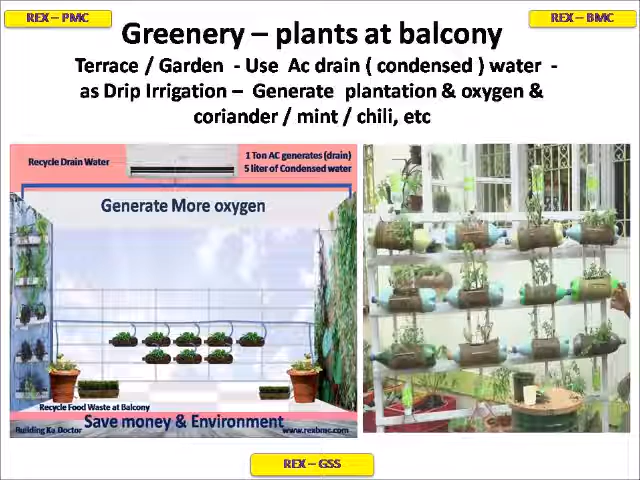 REX – PMC
REX – BMC
Greenery – plants at balcony
Terrace / Garden - Use Ac drain ( condensed ) water -
as Drip Irrigation – Generate plantation & oxygen &
coriander / mint / chili, etc
Recycle Drain Water
1 Ton AC generates (drain)
5 liter of Condensed water
Generate More oxygen
Recycle Food Waste at Balcony
Save money & Environment
Building Ka Doctor
www.rexbmc.com
REX – GSS